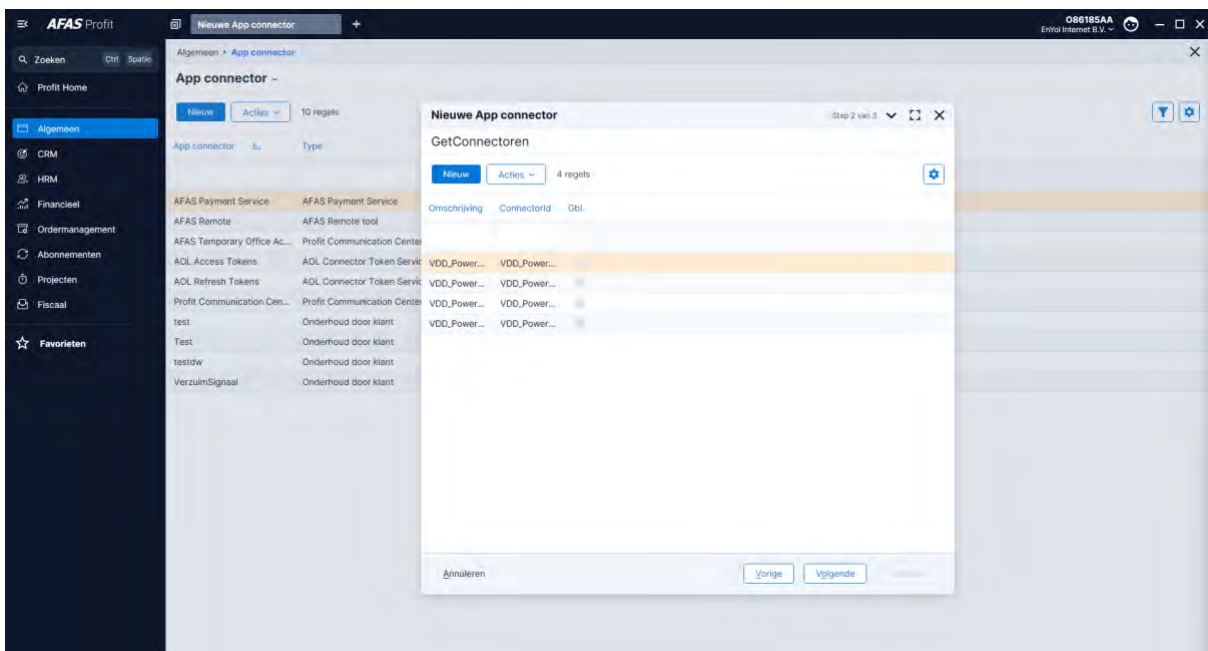 AFAS Profit
Nieuwe App connector
+
O86185AA
EnYoi Internet B.V.
Zoeken Ctrl Spatie
Profit Home
Algemeen
CRM
HRM
Financieel
Ordermanagement
Abonnementen
Projecten
Fiscaal
Favorieten
Algemeen > App connector
App connector
Nieuw Acties 10 regels
App connector Type
AFAS Payment Service AFAS Payment Service
AFAS Remote AFAS Remote tool
AFAS Temporary Office Ac... Profit Communication Center
AOL Access Tokens AOL Connector Token Servic
AOL Refresh Tokens AOL Connector Token Servic
Profit Communication Cen... Profit Communication Center
test Onderhoud door klant
Test Onderhoud door klant
testdw Onderhoud door klant
VerzuimSignaal Onderhoud door klant
Nieuwe App connector Stap 2 van 3
GetConnectoren
Nieuw Acties 4 regels
Omschrijving ConnectorId Gbl.
VDD_Power... VDD_Power...
VDD_Power... VDD_Power...
VDD_Power... VDD_Power...
VDD_Power... VDD_Power...
Annuleren Vorige Volgende